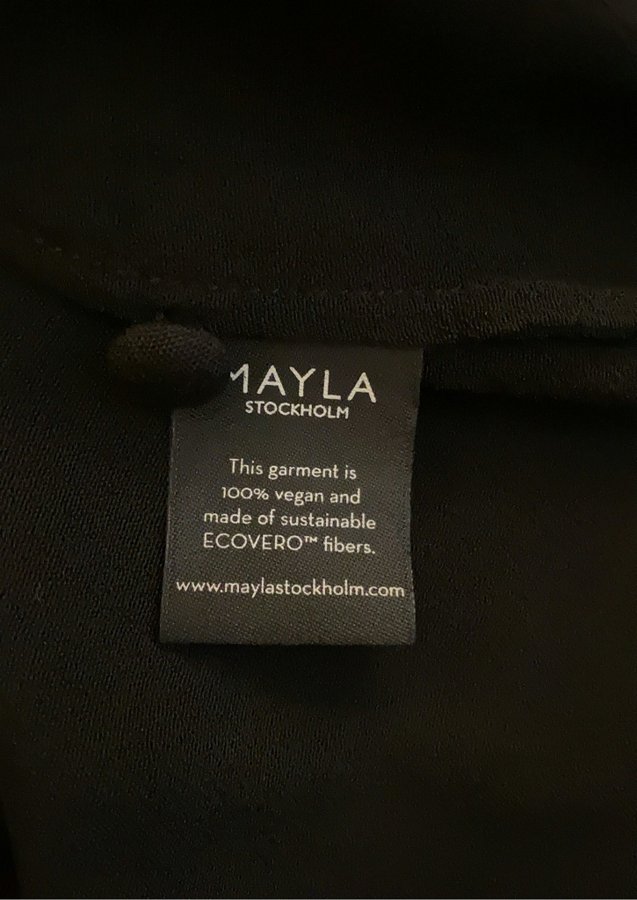 MAYLA
STOCKHOLM
This garment is
100% vegan and
made of sustainable
ECOVERO™ fibers.
www.maylastockholm.com